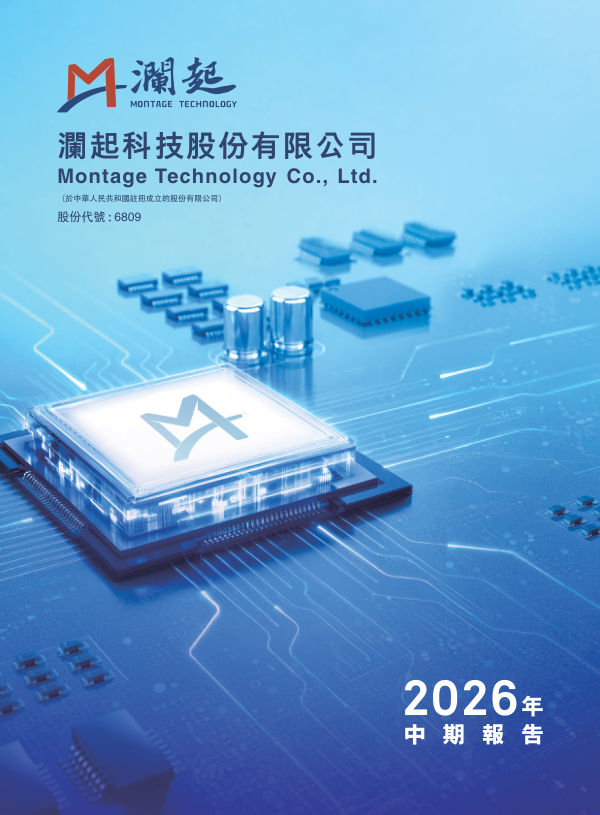 瀾起
MONTAGE TECHNOLOGY
瀾起科技股份有限公司
Montage Technology Co., Ltd.
（於中華人民共和國註冊成立的股份有限公司）
股份代號 : 6809
2026年
中期報告